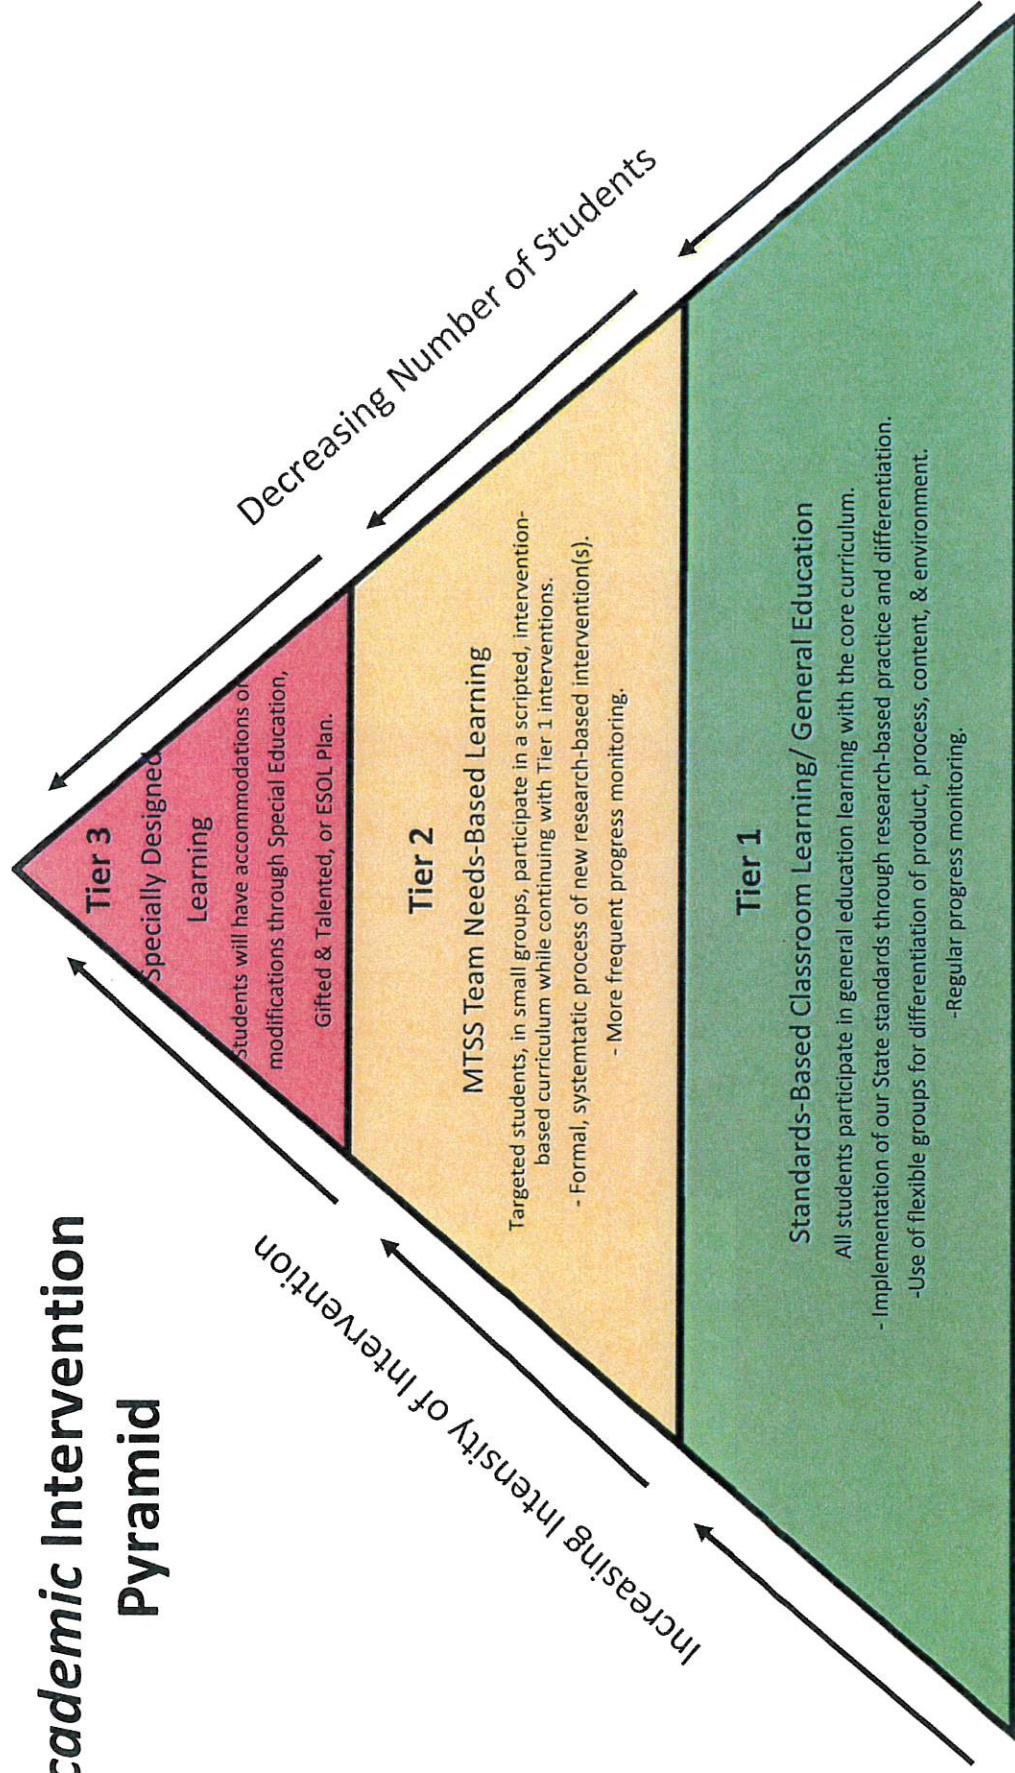 cademic Intervention
Pyramid
Increasing Intensity of Intervention
Decreasing Number of Students
Tier 3
Specially Designed
Learning
Students will have accommodations or
modifications through Special Education,
Gifted & Talented, or ESOL Plan.
Tier 2
MTSS Team Needs-Based Learning
Targeted students, in small groups, participate in a scripted, intervention-
based curriculum while continuing with Tier 1 interventions.
- Formal, systemtatic process of new research-based intervention(s).
- More frequent progress monitoring.
Tier 1
Standards-Based Classroom Learning/ General Education
All students participate in general education learning with the core curriculum.
- Implementation of our State standards through research-based practice and differentiation.
-Use of flexible groups for differentiation of product, process, content, & environment.
-Regular progress monitoring.